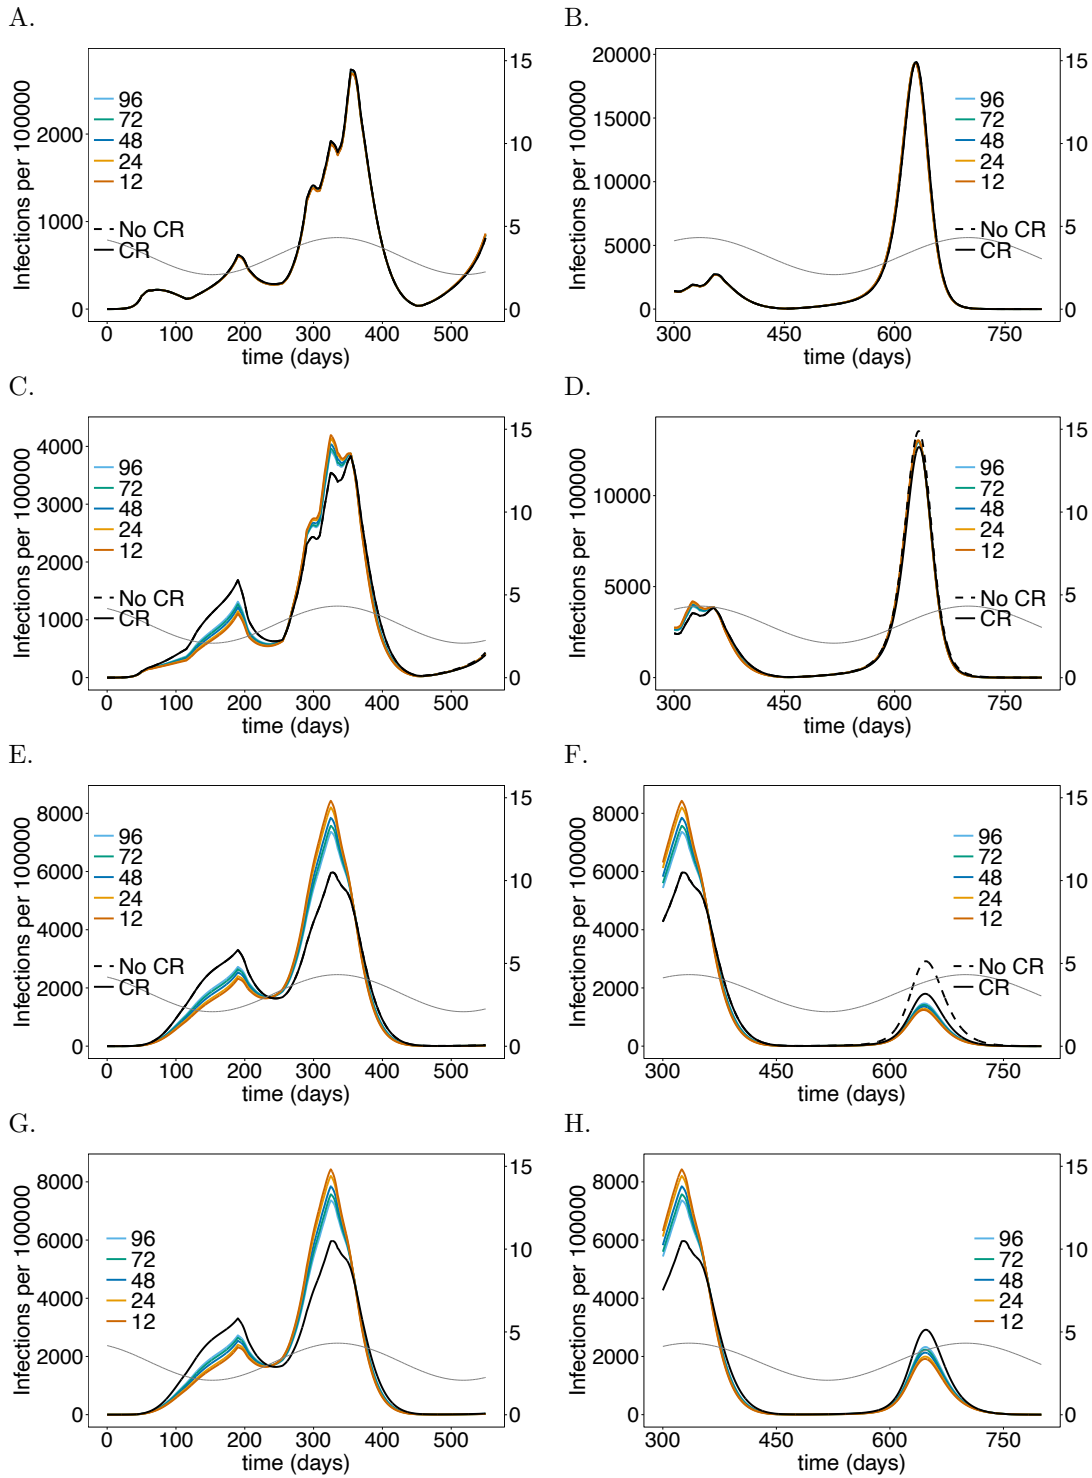 A.
Infections per 100000
2000
1000
0
96
72
48
24
12
No CR
CR
15
10
5
0
0 100 200 300 400 500
time (days)
B.
Infections per 100000
20000
15000
10000
5000
0
96
72
48
24
12
No CR
CR
15
10
5
0
300 450 600 750
time (days)
C.
Infections per 100000
4000
3000
2000
1000
0
96
72
48
24
12
No CR
CR
15
10
5
0
0 100 200 300 400 500
time (days)
D.
Infections per 100000
10000
5000
0
96
72
48
24
12
No CR
CR
15
10
5
0
300 450 600 750
time (days)
E.
Infections per 100000
8000
6000
4000
2000
0
96
72
48
24
12
No CR
CR
15
10
5
0
0 100 200 300 400 500
time (days)
F.
Infections per 100000
8000
6000
4000
2000
0
96
72
48
24
12
No CR
CR
15
10
5
0
300 450 600 750
time (days)
G.
Infections per 100000
8000
6000
4000
2000
0
96
72
48
24
12
15
10
5
0
0 100 200 300 400 500
time (days)
H.
Infections per 100000
8000
6000
4000
2000
0
96
72
48
24
12
15
10
5
0
300 450 600 750
time (days)